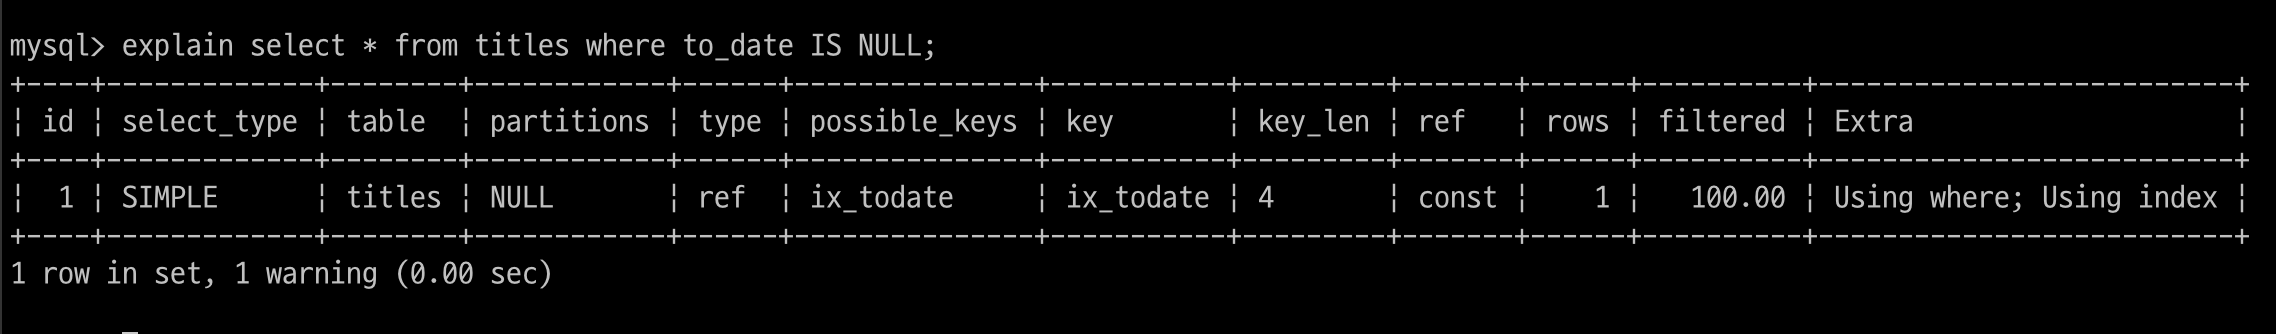 mysql> explain select * from titles where to_date IS NULL;
+----+-------------+--------+------------+------+---------------+-----------+---------+-------+------+----------+--------------------------+
| id | select_type | table  | partitions | type | possible_keys | key       | key_len | ref   | rows | filtered | Extra                    |
+----+-------------+--------+------------+------+---------------+-----------+---------+-------+------+----------+--------------------------+
|  1 | SIMPLE      | titles | NULL       | ref  | ix_todate     | ix_todate | 4       | const |    1 |   100.00 | Using where; Using index |
+----+-------------+--------+------------+------+---------------+-----------+---------+-------+------+----------+--------------------------+
1 row in set, 1 warning (0.00 sec)